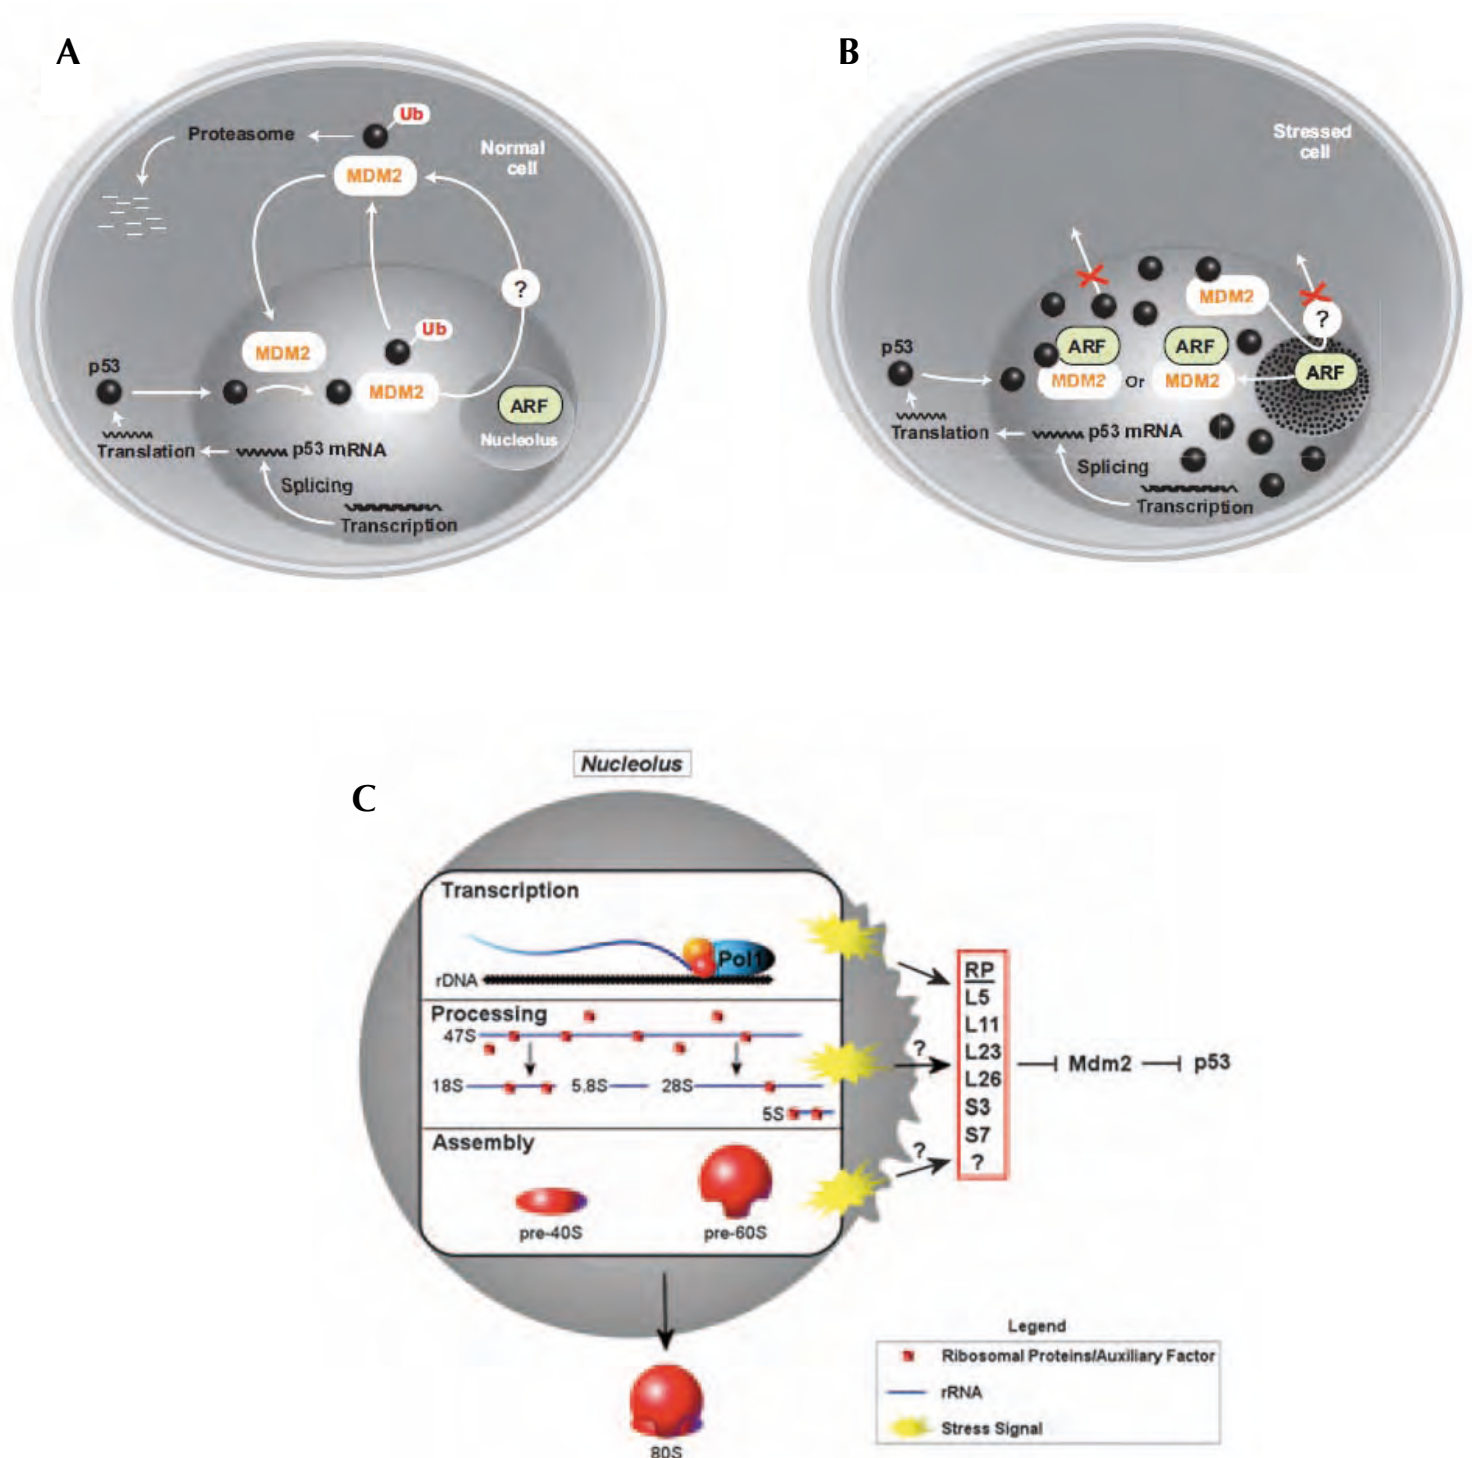 A
Ub
Proteasome
Normal
cell
MDM2
?
Ub
MDM2
p53
MDM2
ARF
Nucleolus
Translation
p53 mRNA
Splicing
Transcription
B
Stressed
cell
MDM2
?
p53
ARF
ARF
ARF
MDM2
Or
MDM2
Translation
p53 mRNA
Splicing
Transcription
Nucleolus
C
Transcription
Pol1
rDNA
Processing
47S
18S
5.8S
28S
5S
Assembly
pre-40S
pre-60S
?
?
RP
L5
L11
L23
L26
S3
S7
?
Mdm2
p53
80S
Legend
Ribosomal Proteins/Auxiliary Factor
rRNA
Stress Signal